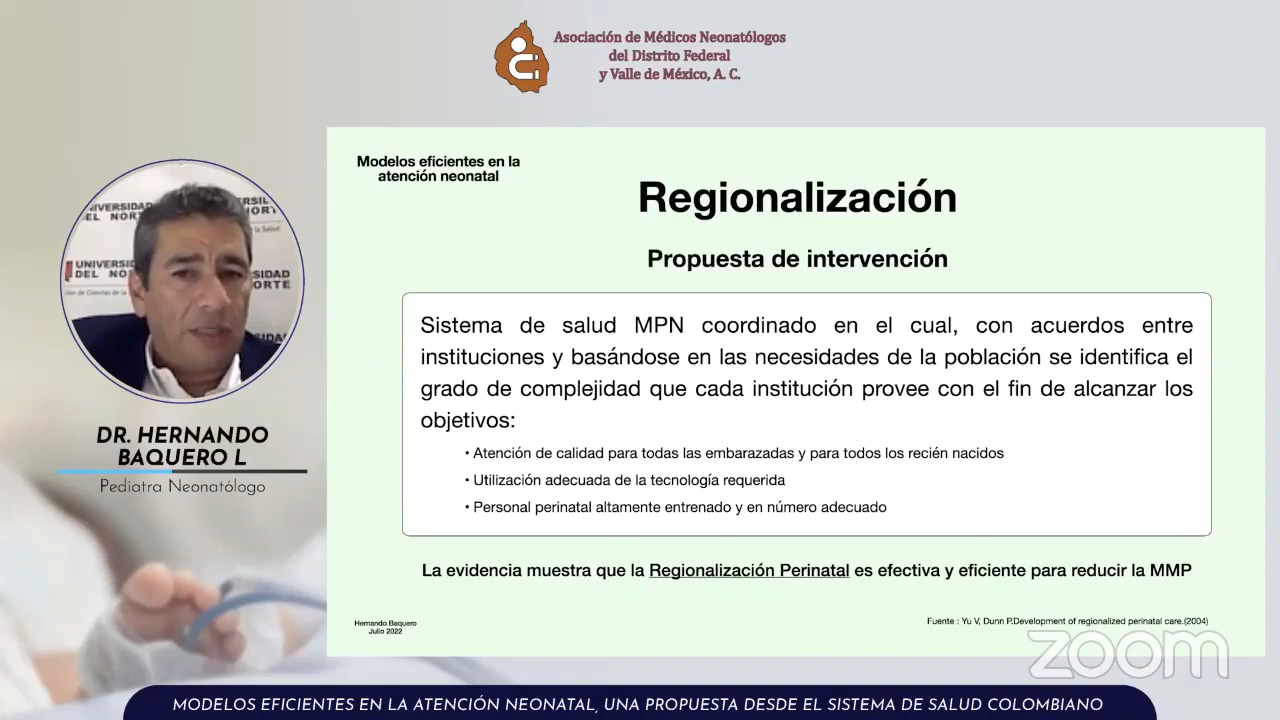 Asociación de Médicos Neonatólogos
del Distrito Federal
y Valle de México, A. C.
Modelos eficientes en la
atención neonatal
Regionalización
Propuesta de intervención
Sistema de salud MPN coordinado en el cual, con acuerdos entre
instituciones y basándose en las necesidades de la población se identifica el
grado de complejidad que cada institución provee con el fin de alcanzar los
objetivos:
• Atención de calidad para todas las embarazadas y para todos los recién nacidos
• Utilización adecuada de la tecnología requerida
• Personal perinatal altamente entrenado y en número adecuado
La evidencia muestra que la Regionalización Perinatal es efectiva y eficiente para reducir la MMP
Hernando Baquero
Julio 2022
Fuente : Yu V, Dunn P.Development of regionalized perinatal care.(2004)
zoom
UNIVERSIDAD
DEL NORTE
DR. HERNANDO
BAQUERO L
Pediatra Neonatólogo
MODELOS EFICIENTES EN LA ATENCIÓN NEONATAL, UNA PROPUESTA DESDE EL SISTEMA DE SALUD COLOMBIANO